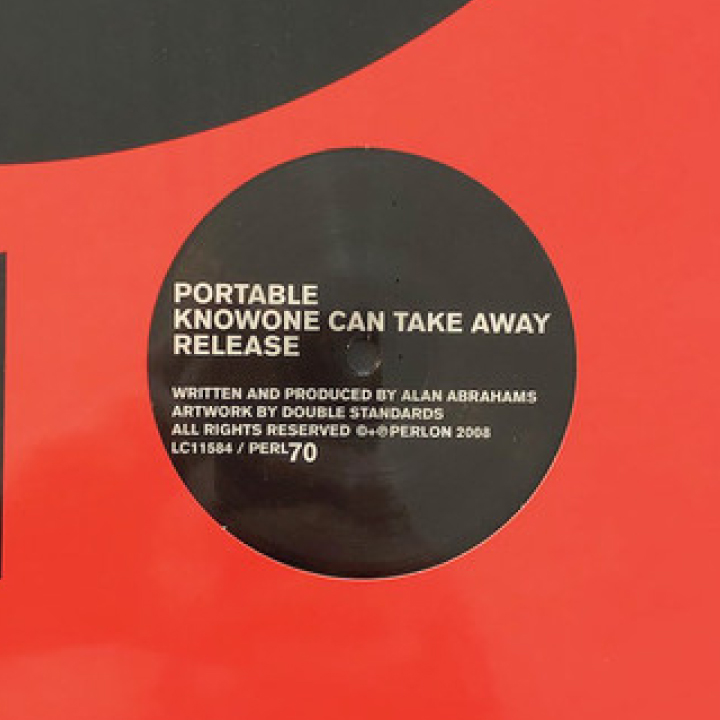 PORTABLE
KNOWONE CAN TAKE AWAY
RELEASE
WRITTEN AND PRODUCED BY ALAN ABRAHAMS
ARTWORK BY DOUBLE STANDARDS
ALL RIGHTS RESERVED ©+℗PERLON 2008
LC11584 / PERL70